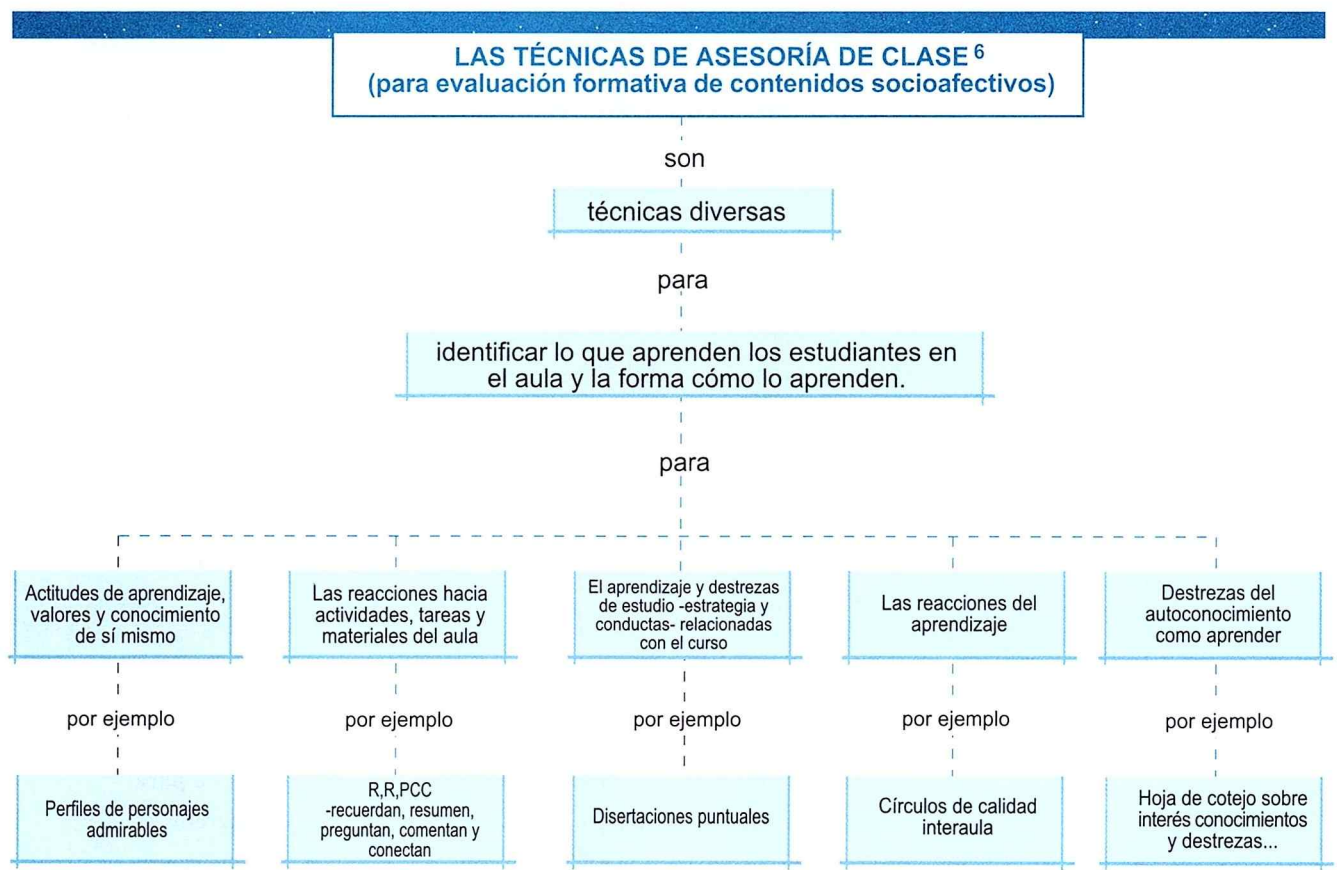 LAS TÉCNICAS DE ASESORÍA DE CLASE 6
(para evaluación formativa de contenidos socioafectivos)
son
técnicas diversas
para
identificar lo que aprenden los estudiantes en
el aula y la forma cómo lo aprenden.
para
Actitudes de aprendizaje,
valores y conocimiento
de sí mismo
Las reacciones hacia
actividades, tareas y
materiales del aula
El aprendizaje y destrezas
de estudio -estrategia y
conductas- relacionadas
con el curso
Las reacciones del
aprendizaje
Destrezas del
autoconocimiento
como aprender
por ejemplo
por ejemplo
por ejemplo
por ejemplo
por ejemplo
Perfiles de personajes
admirables
R,R,PCC
-recuerdan, resumen,
preguntan, comentan y
conectan
Disertaciones puntuales
Círculos de calidad
interaula
Hoja de cotejo sobre
interés conocimientos
y destrezas...